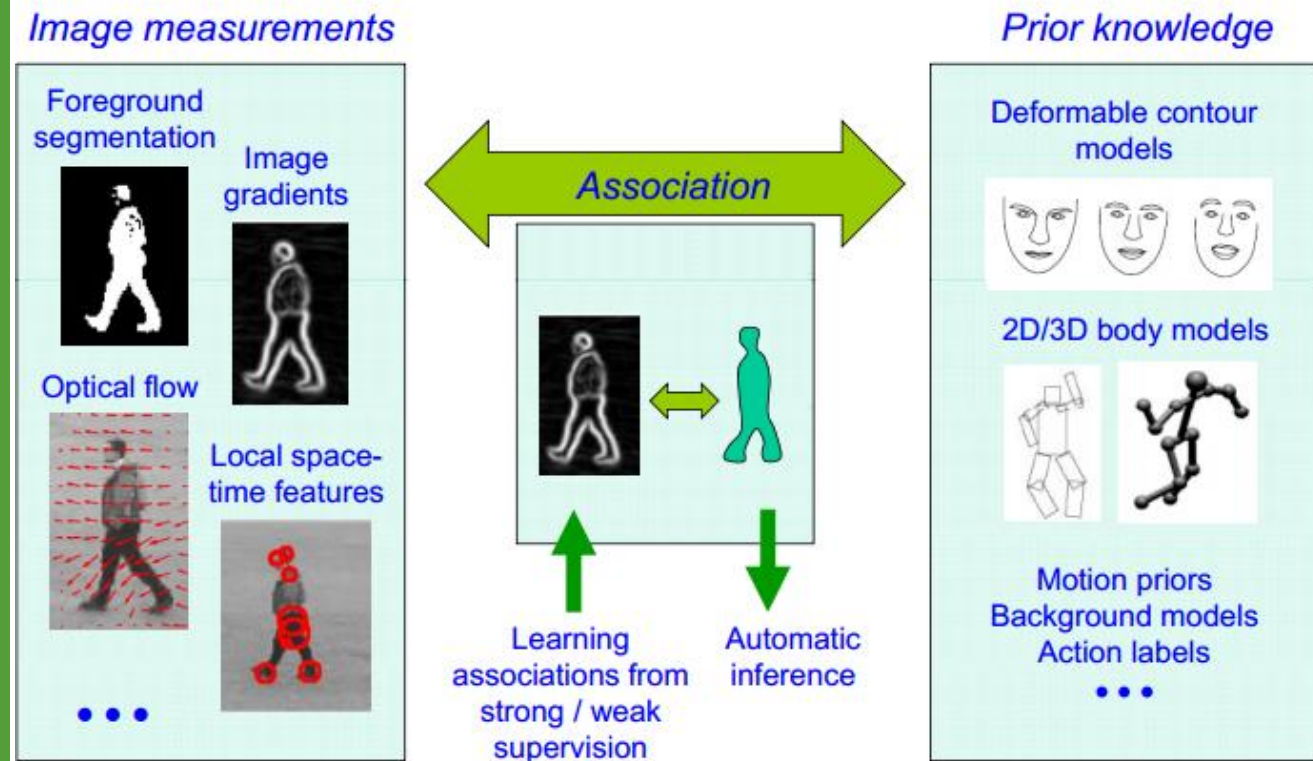 Image measurements
Foreground
segmentation
Image
gradients
Optical flow
Local space-
time features
• • •
Association
Learning
associations from
strong / weak
supervision
Automatic
inference
Prior knowledge
Deformable contour
models
2D/3D body models
Motion priors
Background models
Action labels
• • •